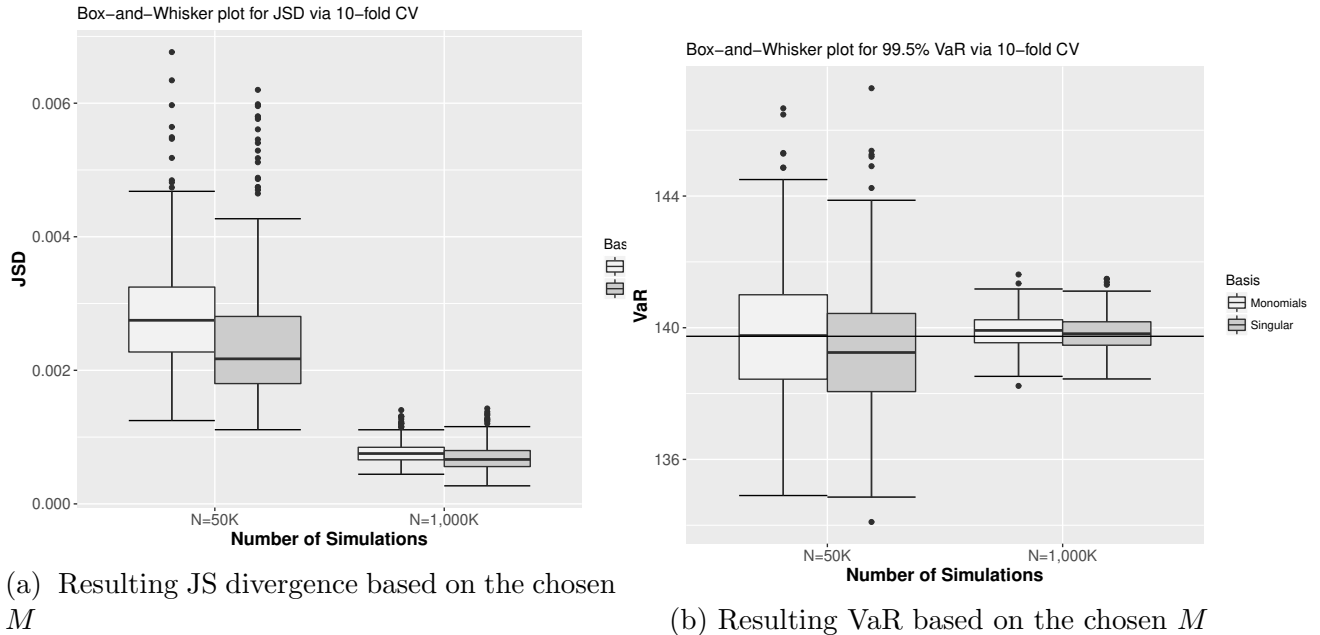 Box−and−Whisker plot for JSD via 10−fold CV
0.006
0.004
0.002
0.000
JSD
N=50K
N=1,000K
Number of Simulations
Bas
(a) Resulting JS divergence based on the chosen
M
Box−and−Whisker plot for 99.5% VaR via 10−fold CV
144
140
136
VaR
N=50K
N=1,000K
Number of Simulations
Basis
Monomials
Singular
(b) Resulting VaR based on the chosen M